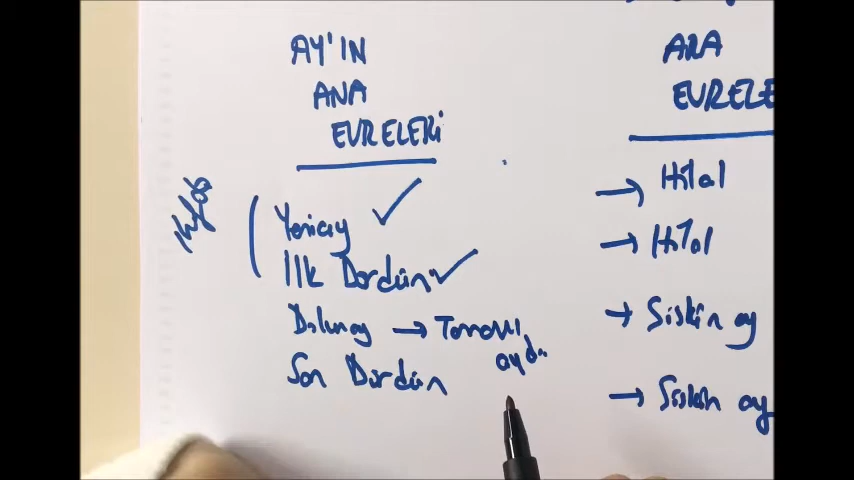 AY'IN
ANA
EVRELERİ
Yeniay
İlk Dördün
Dolunay → Tamamı
aydı
Son Dördün
ARA
EVRELE
→ Hilal
→ Hilal
→ Şişkin ay
→ Şişkin ay